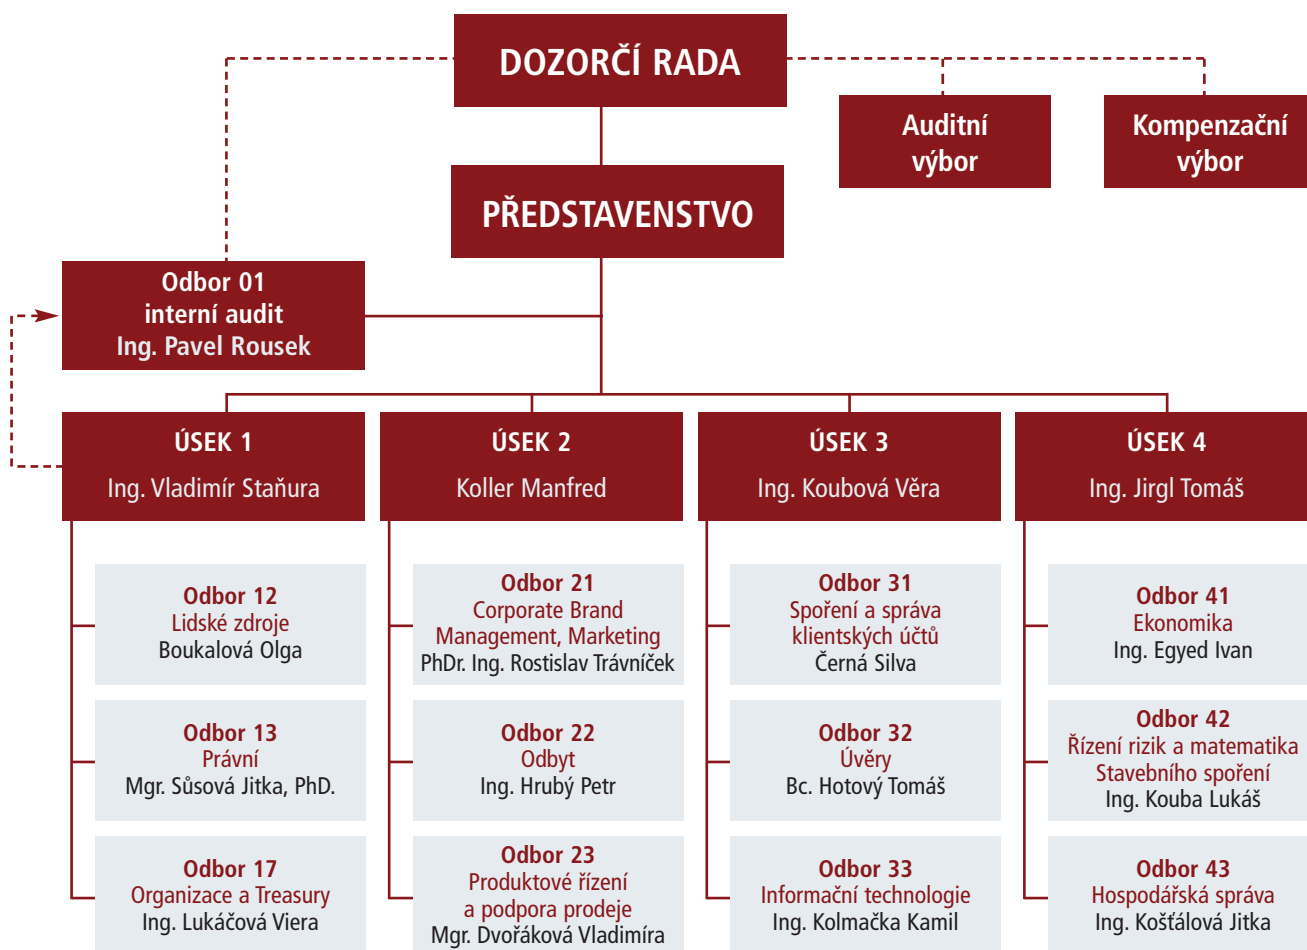 DOZORČÍ RADA
Auditní
výbor
Kompenzační
výbor
PŘEDSTAVENSTVO
Odbor 01
interní audit
Ing. Pavel Rousek
ÚSEK 1
Ing. Vladimír Staňura
ÚSEK 2
Koller Manfred
ÚSEK 3
Ing. Koubová Věra
ÚSEK 4
Ing. Jirgl Tomáš
Odbor 12
Lidské zdroje
Boukalová Olga
Odbor 21
Corporate Brand
Management, Marketing
PhDr. Ing. Rostislav Trávníček
Odbor 31
Spoření a správa
klientských účtů
Černá Silva
Odbor 41
Ekonomika
Ing. Egyed Ivan
Odbor 13
Právní
Mgr. Sůsová Jitka, PhD.
Odbor 22
Odbyt
Ing. Hrubý Petr
Odbor 32
Úvěry
Bc. Hotový Tomáš
Odbor 42
Řízení rizik a matematika
Stavebního spoření
Ing. Kouba Lukáš
Odbor 17
Organizace a Treasury
Ing. Lukáčová Viera
Odbor 23
Produktové řízení
a podpora prodeje
Mgr. Dvořáková Vladimíra
Odbor 33
Informační technologie
Ing. Kolmačka Kamil
Odbor 43
Hospodářská správa
Ing. Košťálová Jitka